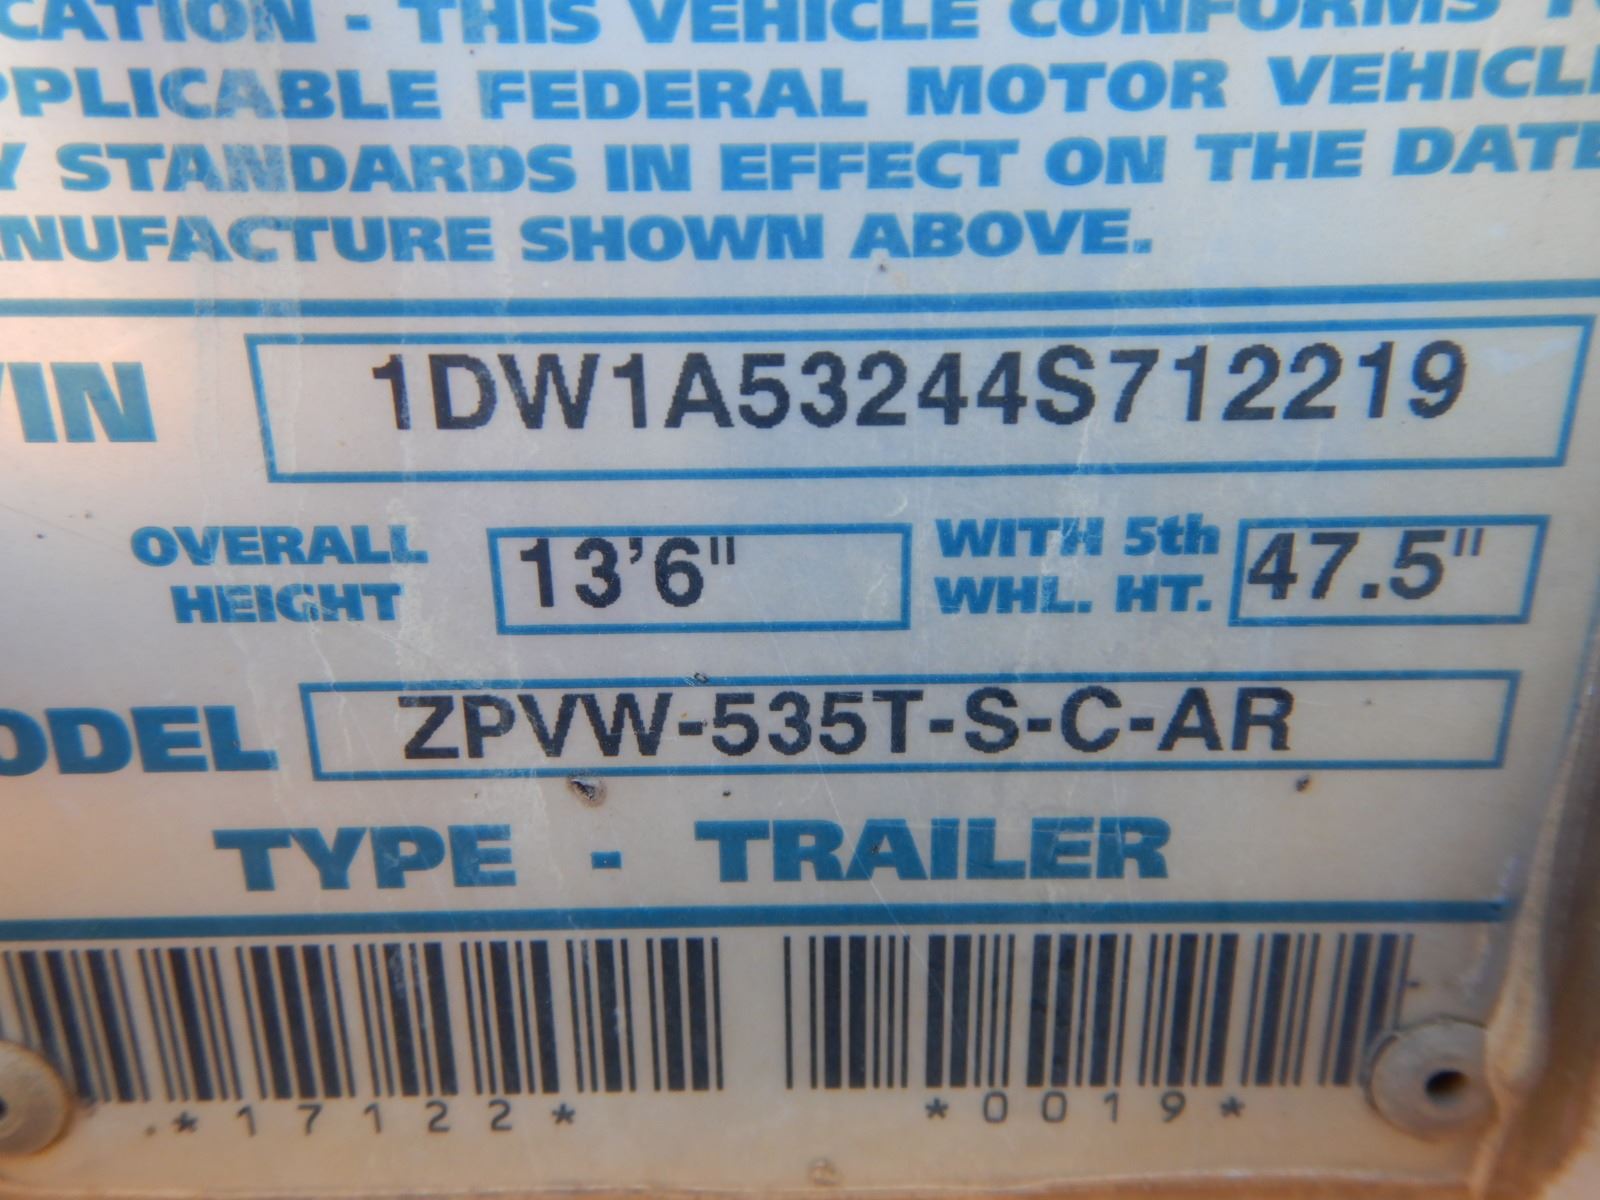 CATION - THIS VEHICLE CONFORMS
PPLICABLE FEDERAL MOTOR VEHICL
Y STANDARDS IN EFFECT ON THE DATE
NUFACTURE SHOWN ABOVE.
VIN 1DW1A53244S712219
OVERALL HEIGHT 13'6" WITH 5th WHL. HT. 47.5"
ODEL ZPVW-535T-S-C-AR
TYPE - TRAILER
*17122* *0019*